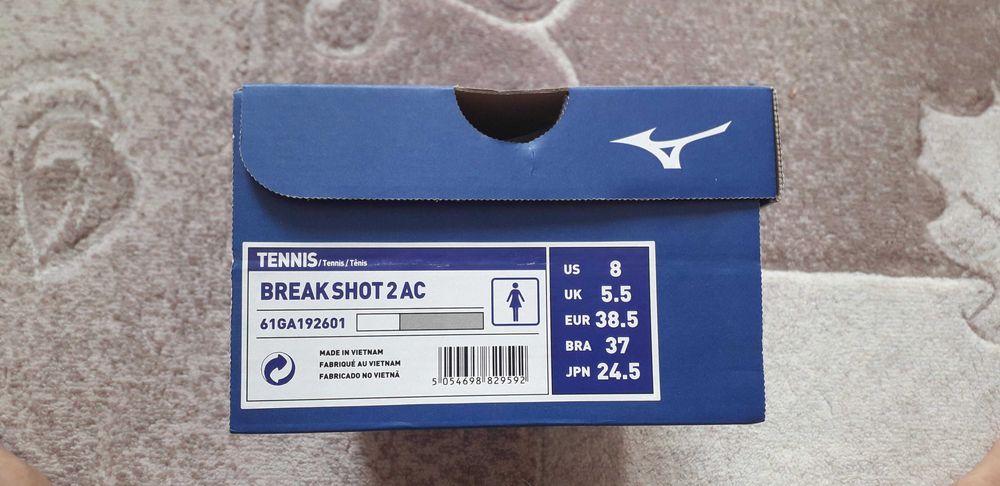 TENNIS / Tennis / Tênis
BREAK SHOT 2 AC
61GA192601
MADE IN VIETNAM
FABRIQUÉ AU VIETNAM
FABRICADO NO VIETNÃ
5 054698 829592
US 8
UK 5.5
EUR 38.5
BRA 37
JPN 24.5